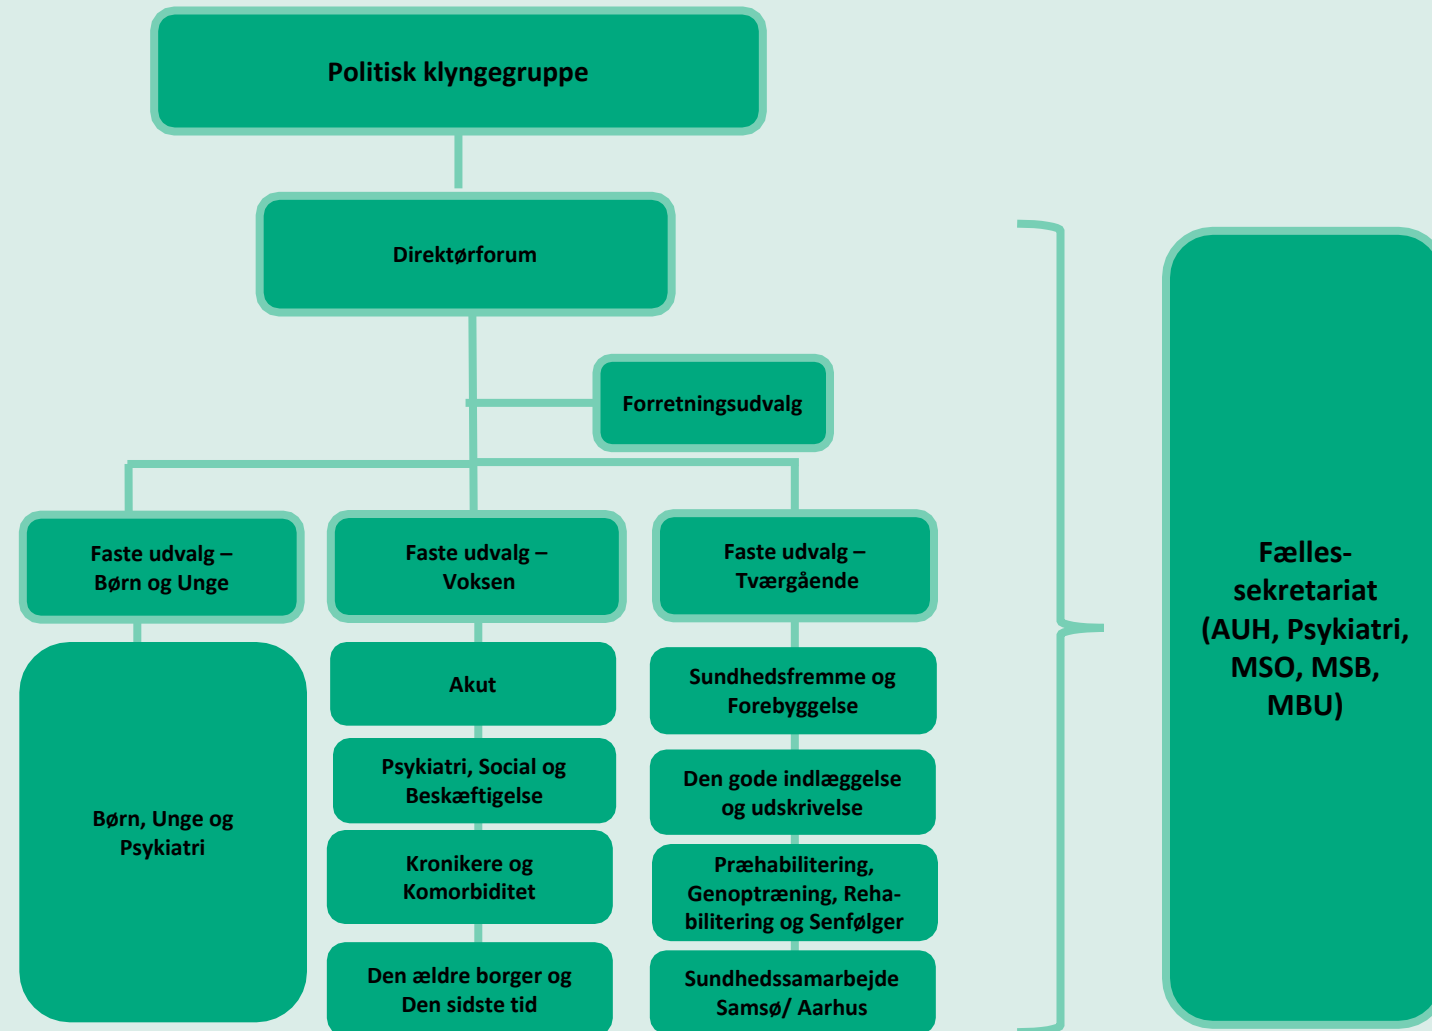 Politisk klyngegruppe
Direktørforum
Forretningsudvalg
Faste udvalg –
Børn og Unge
Børn, Unge og
Psykiatri
Faste udvalg –
Voksen
Akut
Psykiatri, Social og
Beskæftigelse
Kronikere og
Komorbiditet
Den ældre borger og
Den sidste tid
Faste udvalg –
Tværgående
Sundhedsfremme og
Forebyggelse
Den gode indlæggelse
og udskrivelse
Præhabilitering,
Genoptræning, Reha-
bilitering og Senfølger
Sundhedssamarbejde
Samsø/ Aarhus
Fælles-
sekretariat
(AUH, Psykiatri,
MSO, MSB,
MBU)